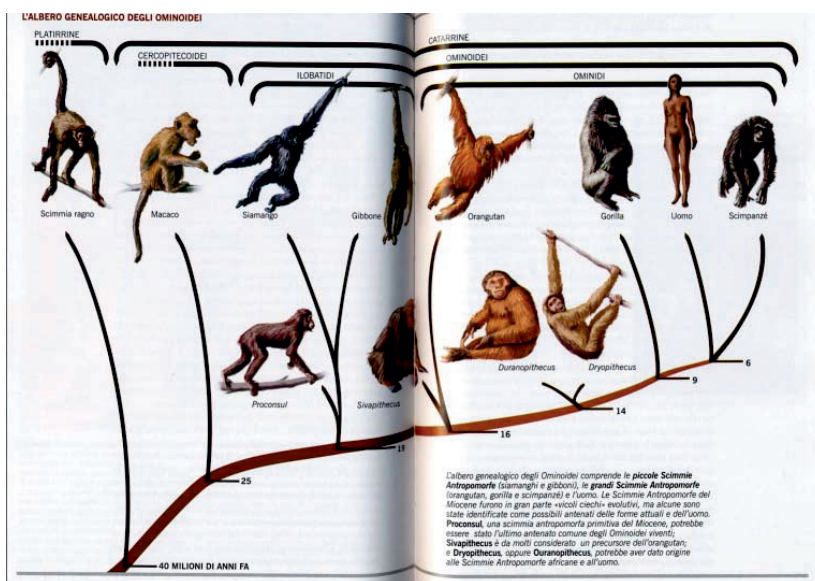 L'ALBERO GENEALOGICO DEGLI OMINOIDEI
PLATIRRINE
CATARRINE
CERCOPITECOIDEI
OMINOIDEI
ILOBATIDI
OMINIDI
Scimmia ragno
Macaco
Siamango
Gibbone
Orangutan
Gorilla
Uomo
Scimpanzé
Proconsul
Sivapithecus
Duranopithecus
Dryopithecus
6
9
14
16
19
25
40 MILIONI DI ANNI FA
L'albero genealogico degli Ominoidei comprende le piccole Scimmie
Antropomorfe (siamanghi e gibboni), le grandi Scimmie Antropomorfe
(orangutan, gorilla e scimpanzé) e l'uomo. Le Scimmie Antropomorfe del
Miocene furono in gran parte «vicoli ciechi» evolutivi, ma alcune sono
state identificate come possibili antenati delle forme attuali e dell'uomo.
Proconsul, una scimmia antropomorfa primitiva del Miocene, potrebbe
essere stato l'ultimo antenato comune degli Ominoidei viventi;
Sivapithecus è da molti considerato un precursore dell'orangutan;
e Dryopithecus, oppure Ouranopithecus, potrebbe aver dato origine
alle Scimmie Antropomorfe africane e all'uomo.